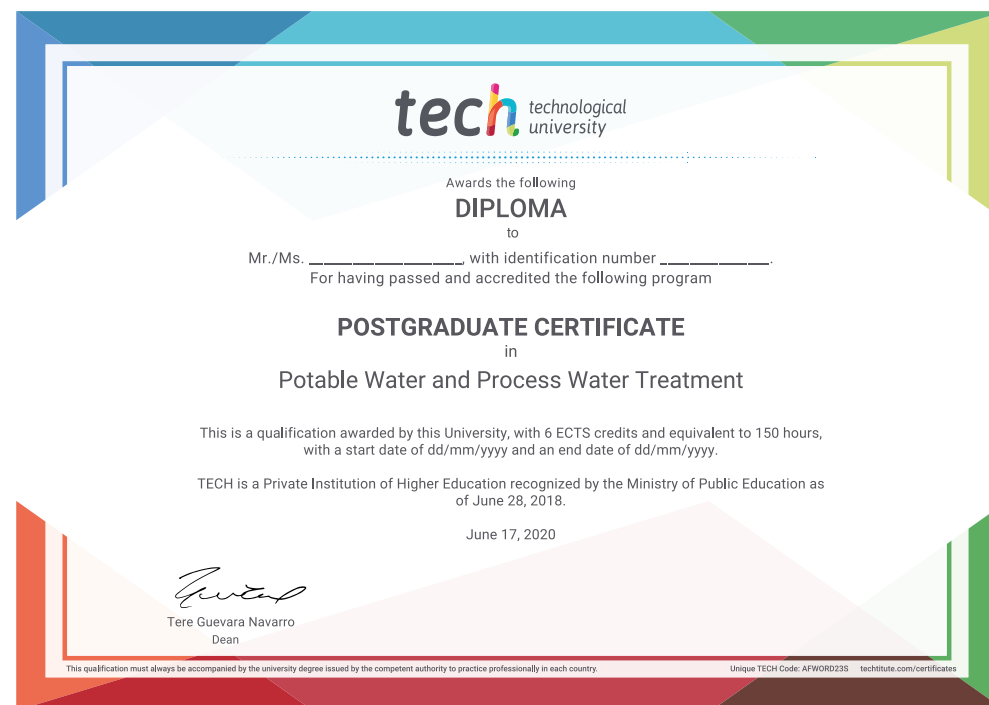 tech technological
university
Awards the following
DIPLOMA
to
Mr./Ms. ____________________, with identification number ______________.
For having passed and accredited the following program
POSTGRADUATE CERTIFICATE
in
Potable Water and Process Water Treatment
This is a qualification awarded by this University, with 6 ECTS credits and equivalent to 150 hours,
with a start date of dd/mm/yyyy and an end date of dd/mm/yyyy.
TECH is a Private Institution of Higher Education recognized by the Ministry of Public Education as
of June 28, 2018.
June 17, 2020
Tere Guevara Navarro
Dean
This qualification must always be accompanied by the university degree issued by the competent authority to practice professionally in each country. Unique TECH Code: AFWORD23S techtitute.com/certificates